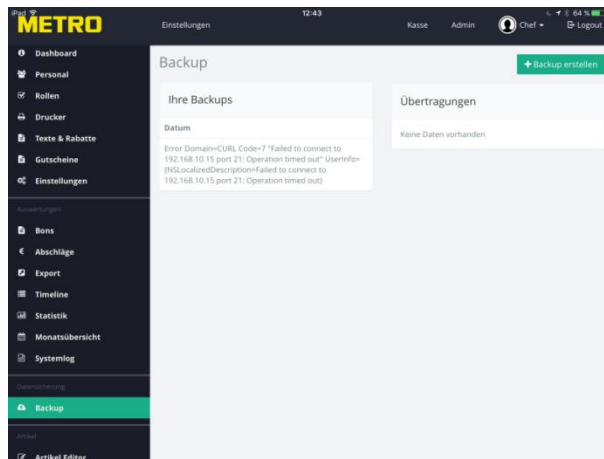 iPad 12:43 64 %
METRO Einstellungen Kasse Admin Chef Logout
Dashboard
Personal
Rollen
Drucker
Texte & Rabatte
Gutscheine
Einstellungen
Auswertungen
Bons
Abschläge
Export
Timeline
Statistik
Monatsübersicht
Systemlog
Datensicherung
Backup
Artikel
Artikel Editor
Backup
+ Backup erstellen
Ihre Backups
Datum
Error Domain=CURL Code=7 "Failed to connect to
192.168.10.15 port 21: Operation timed out" UserInfo=
{NSLocalizedDescription=Failed to connect to
192.168.10.15 port 21: Operation timed out}
Übertragungen
Keine Daten vorhanden